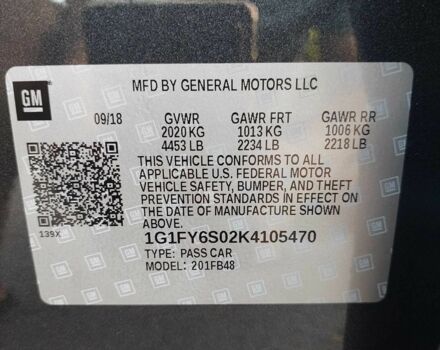 GM
MFD BY GENERAL MOTORS LLC
09/18 GVWR GAWR FRT GAWR RR
2020 KG 1013 KG 1006 KG
4453 LB 2234 LB 2218 LB
THIS VEHICLE CONFORMS TO ALL
APPLICABLE U.S. FEDERAL MOTOR
VEHICLE SAFETY, BUMPER, AND THEFT
PREVENTION STANDARDS IN EFFECT ON
THE DATE OF MANUFACTURE SHOWN
ABOVE.
139X
1G1FY6S02K4105470
TYPE: PASS CAR
MODEL: 201FB48